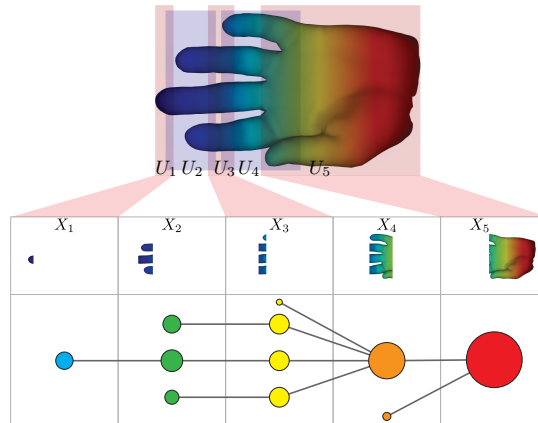 U₁ U₂ U₃ U₄ U₅
X₁ X₂ X₃ X₄ X₅